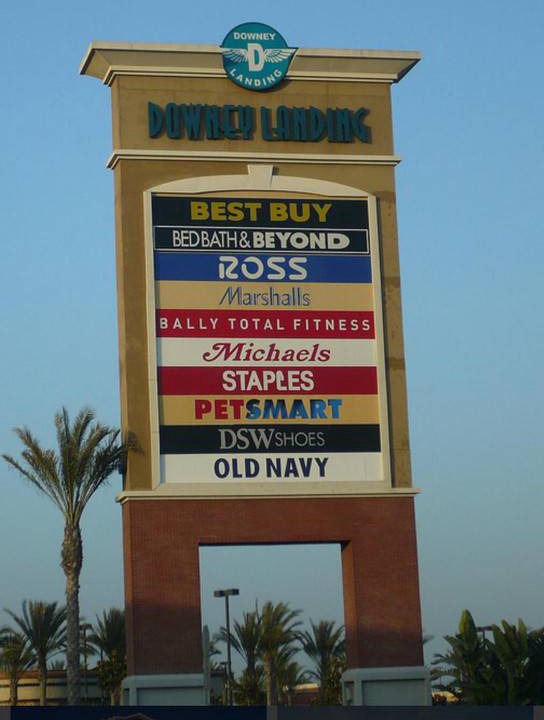 DOWNEY
D
LANDING
DOWNEY LANDING
BEST BUY
BED BATH & BEYOND
ROSS
Marshalls
BALLY TOTAL FITNESS
Michaels
STAPLES
PETSMART
DSW SHOES
OLD NAVY